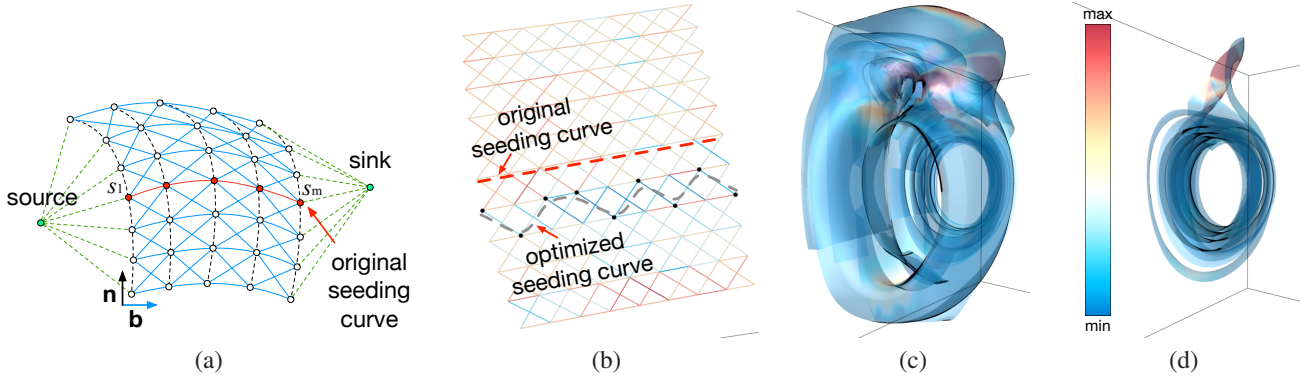 source
s1
sm
sink
original
seeding
curve
n
b
(a)
original
seeding curve
optimized
seeding curve
(b)
(c)
max
min
(d)